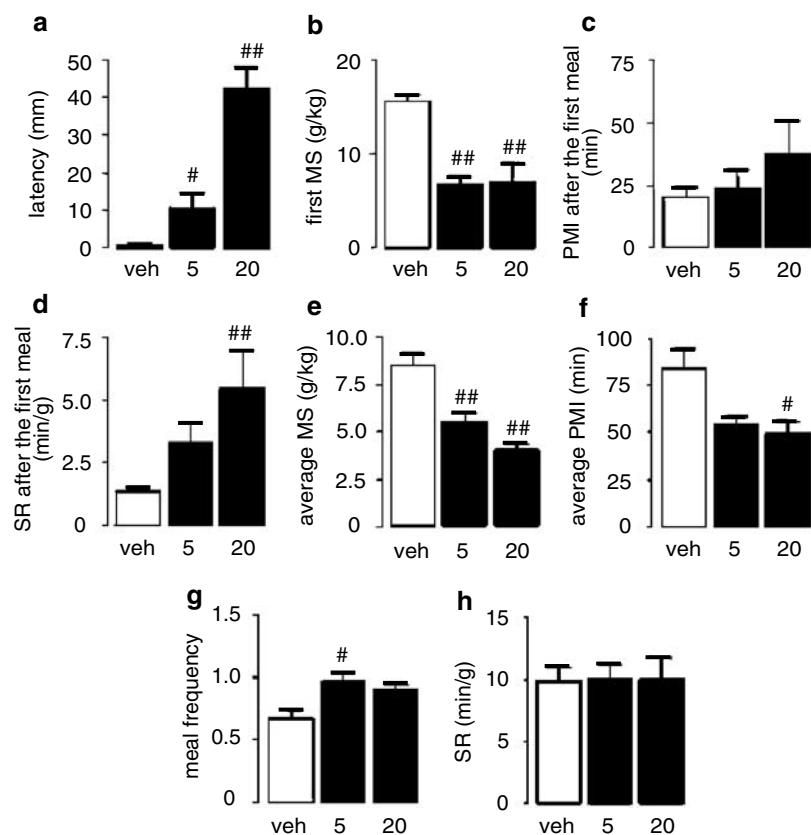 a
latency (mm)
50
40
30
20
10
0
##
#
veh 5 20
b
first MS (g/kg)
20
15
10
5
0
## ##
veh 5 20
c
PMI after the first meal
(min)
75
50
25
0
veh 5 20
d
SR after the first meal
(min/g)
7.5
5.0
2.5
0
##
veh 5 20
e
average MS (g/kg)
10.0
7.5
5.0
2.5
0
##
##
veh 5 20
f
average PMI (min)
100
75
50
25
0
#
veh 5 20
g
meal frequency
1.5
1.0
0.5
0
#
veh 5 20
h
SR (min/g)
15
10
5
0
veh 5 20